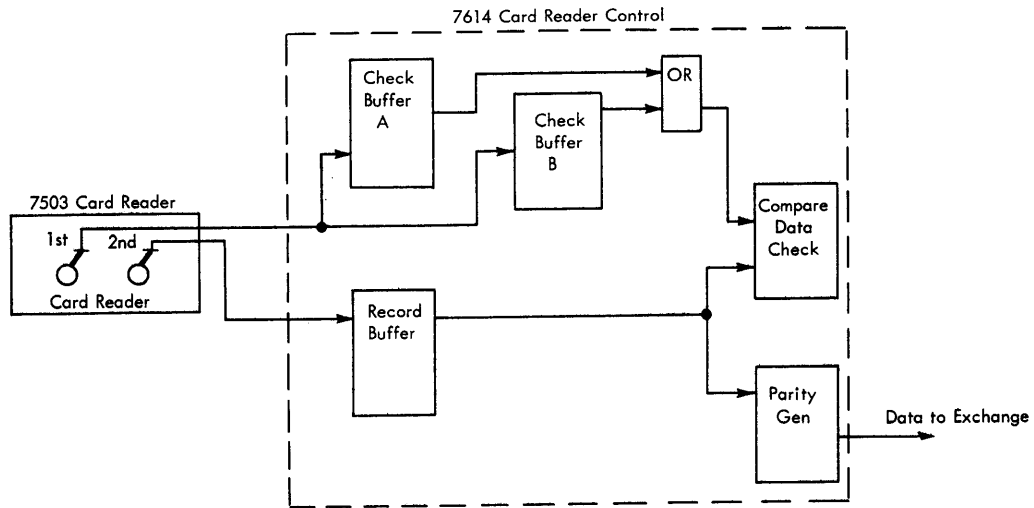 7614 Card Reader Control
Check
Buffer
A
OR
Check
Buffer
B
7503 Card Reader
1st
2nd
Card Reader
Compare
Data
Check
Record
Buffer
Parity
Gen
Data to Exchange